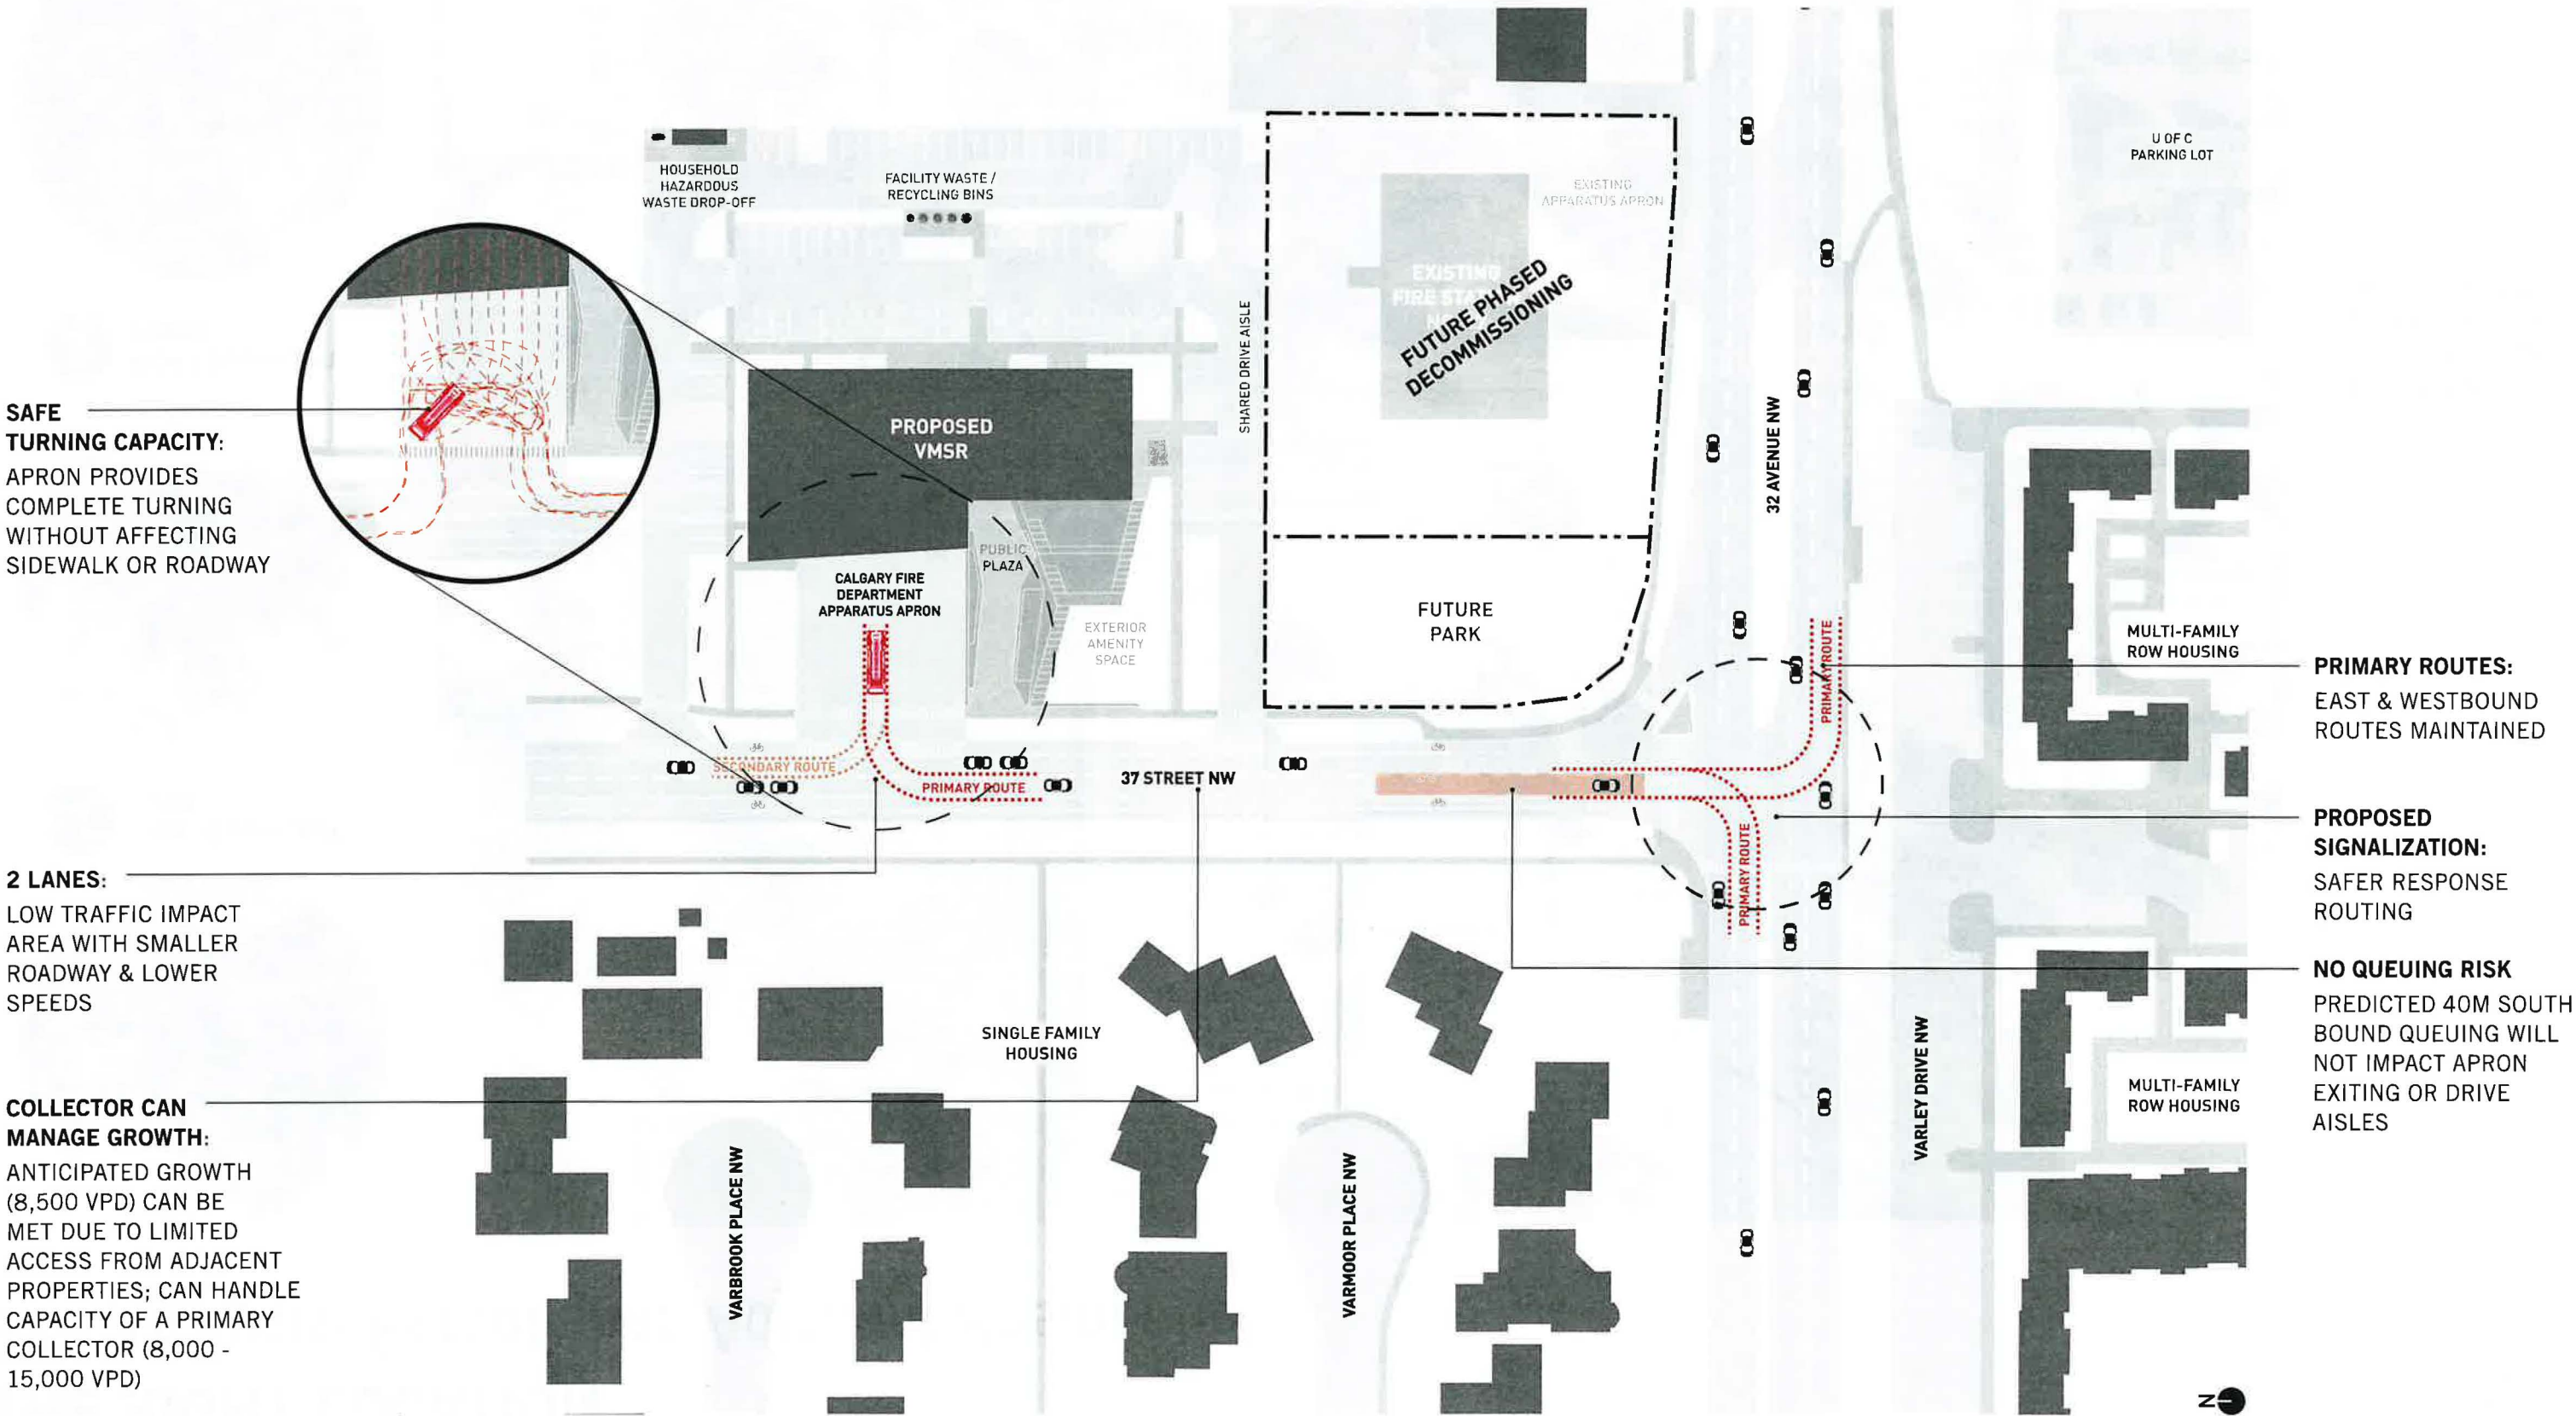 HOUSEHOLD
HAZARDOUS
WASTE DROP-OFF
FACILITY WASTE /
RECYCLING BINS
U OF C
PARKING LOT
EXISTING
APPARATUS APRON
EXISTING
FIRE
FUTURE PHASED
DECOMMISSIONING
SHARED DRIVE AISLE
32 AVENUE NW
SAFE
TURNING CAPACITY:
APRON PROVIDES
COMPLETE TURNING
WITHOUT AFFECTING
SIDEWALK OR ROADWAY
PROPOSED
VMSR
PUBLIC
PLAZA
CALGARY FIRE
DEPARTMENT
APPARATUS APRON
EXTERIOR
AMENITY
SPACE
FUTURE
PARK
MULTI-FAMILY
ROW HOUSING
PRIMARY ROUTE
PRIMARY ROUTES:
EAST & WESTBOUND
ROUTES MAINTAINED
SECONDARY ROUTE
PRIMARY ROUTE
37 STREET NW
PRIMARY ROUTE
PROPOSED
SIGNALIZATION:
SAFER RESPONSE
ROUTING
2 LANES:
LOW TRAFFIC IMPACT
AREA WITH SMALLER
ROADWAY & LOWER
SPEEDS
NO QUEUING RISK
PREDICTED 40M SOUTH
BOUND QUEUING WILL
NOT IMPACT APRON
EXITING OR DRIVE
AISLES
SINGLE FAMILY
HOUSING
COLLECTOR CAN
MANAGE GROWTH:
ANTICIPATED GROWTH
(8,500 VPD) CAN BE
MET DUE TO LIMITED
ACCESS FROM ADJACENT
PROPERTIES; CAN HANDLE
CAPACITY OF A PRIMARY
COLLECTOR (8,000 -
15,000 VPD)
VARBROOK PLACE NW
VARMOOR PLACE NW
VARLEY DRIVE NW
MULTI-FAMILY
ROW HOUSING
N